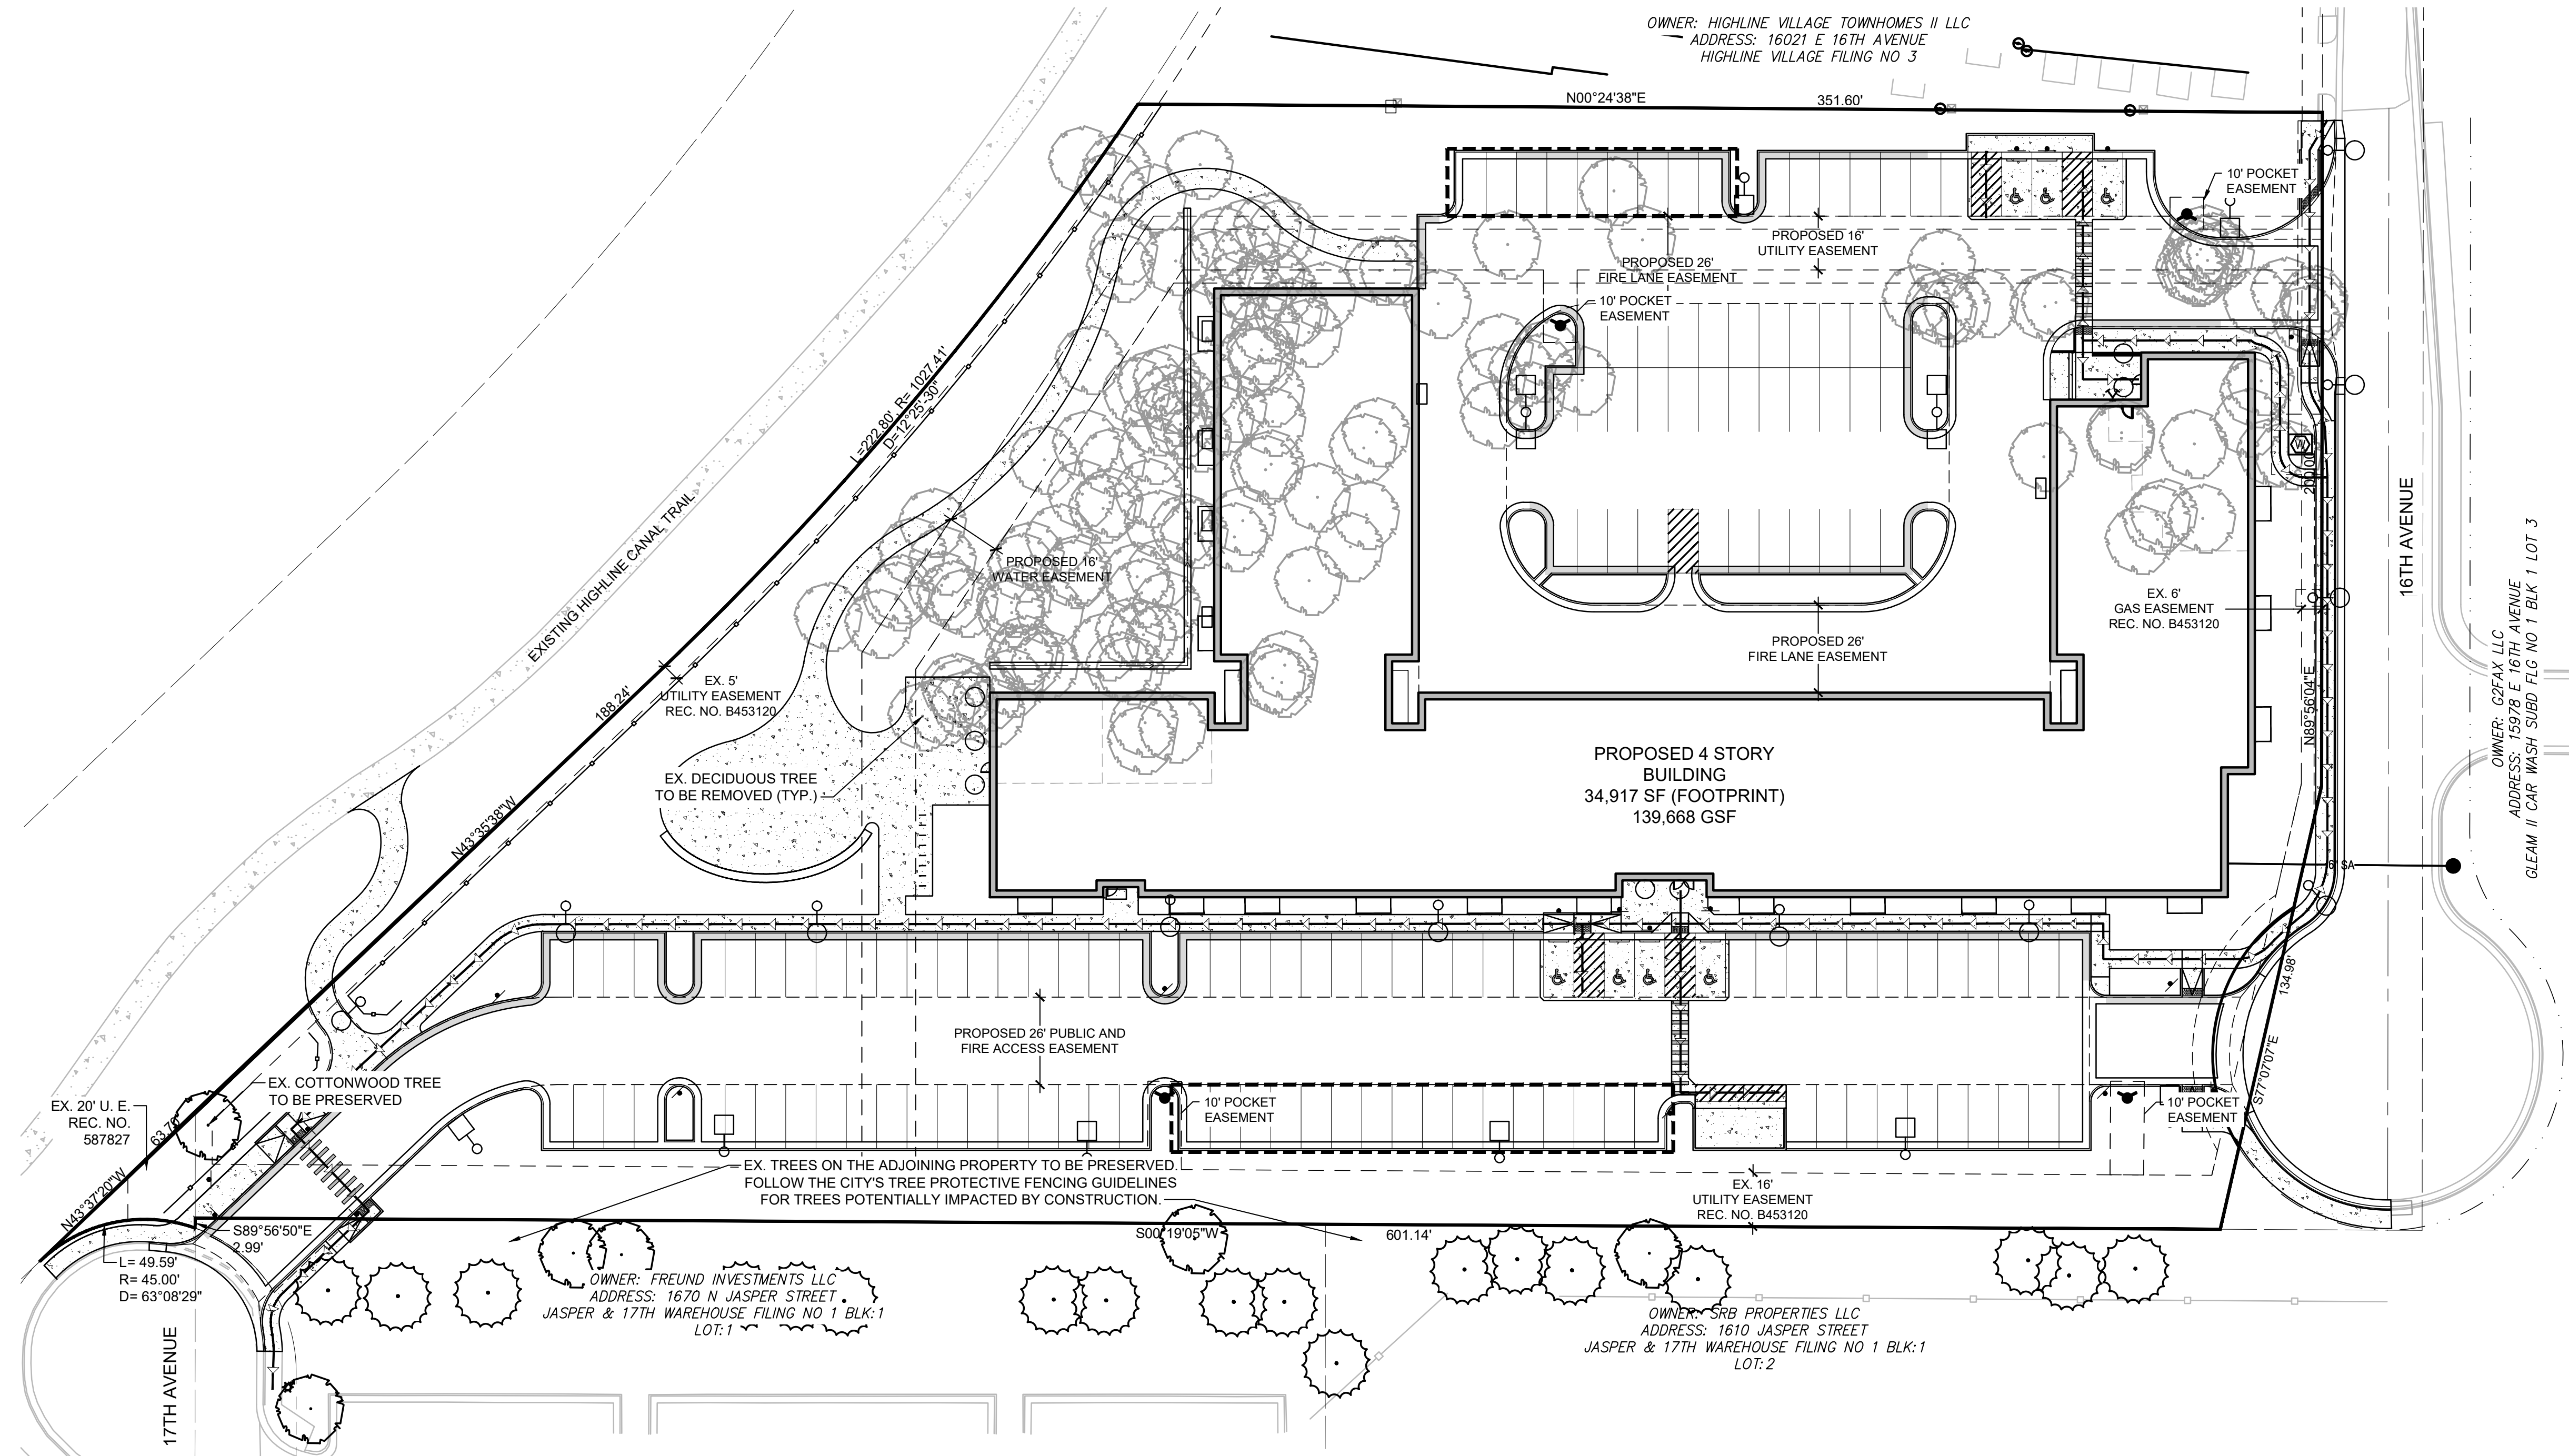 OWNER: HIGHLINE VILLAGE TOWNHOMES II LLC
ADDRESS: 16021 E 16TH AVENUE
HIGHLINE VILLAGE FILING NO 3
N00°24'38"E
351.60'
10' POCKET
EASEMENT
PROPOSED 16'
UTILITY EASEMENT
PROPOSED 26'
FIRE LANE EASEMENT
10' POCKET
EASEMENT
L=222.80', R= 1027.41'
D=12°25'-30"
EXISTING HIGHLINE CANAL TRAIL
W
200.00'
16TH AVENUE
PROPOSED 16'
WATER EASEMENT
EX. 6'
GAS EASEMENT
REC. NO. B453120
OWNER: G2FAX LLC
ADDRESS: 15978 E 16TH AVENUE
GLEAM II CAR WASH SUBD FLG NO 1 BLK 1 LOT 3
PROPOSED 26'
FIRE LANE EASEMENT
188.24'
EX. 5'
UTILITY EASEMENT
REC. NO. B453120
N89°56'04"E
EX. DECIDUOUS TREE
TO BE REMOVED (TYP.)
PROPOSED 4 STORY
BUILDING
34,917 SF (FOOTPRINT)
139,668 GSF
N43°35'38"W
6' SA
134.98'
PROPOSED 26' PUBLIC AND
FIRE ACCESS EASEMENT
S77°07'07"E
EX. COTTONWOOD TREE
TO BE PRESERVED
EX. 20' U. E.
REC. NO.
587827
10' POCKET
EASEMENT
10' POCKET
EASEMENT
N43°37'20"W
EX. TREES ON THE ADJOINING PROPERTY TO BE PRESERVED.
FOLLOW THE CITY'S TREE PROTECTIVE FENCING GUIDELINES
FOR TREES POTENTIALLY IMPACTED BY CONSTRUCTION.
EX. 16'
UTILITY EASEMENT
REC. NO. B453120
S89°56'50"E
2.99'
S00°19'05"W
601.14'
L= 49.59'
R= 45.00'
D= 63°08'29"
OWNER: FREUND INVESTMENTS LLC
ADDRESS: 1670 N JASPER STREET
JASPER & 17TH WAREHOUSE FILING NO 1 BLK:1
LOT:1
OWNER: SRB PROPERTIES LLC
ADDRESS: 1610 JASPER STREET
JASPER & 17TH WAREHOUSE FILING NO 1 BLK:1
LOT:2
17TH AVENUE